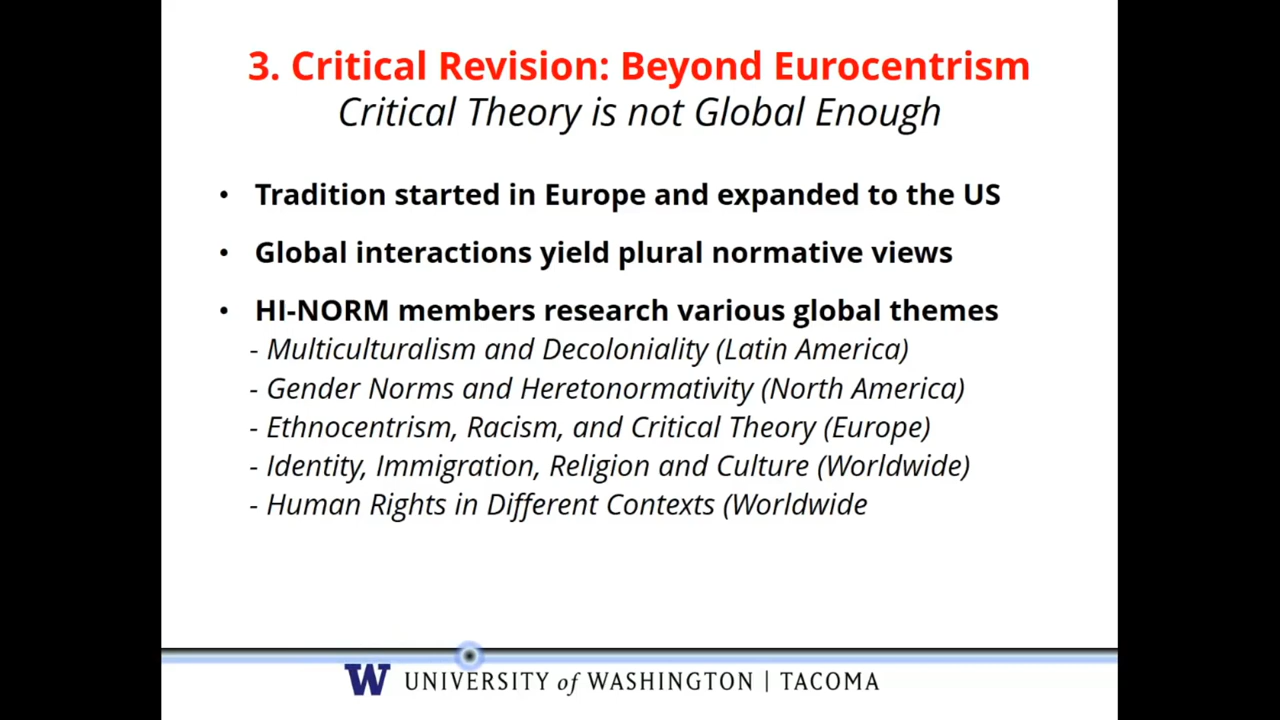 3. Critical Revision: Beyond Eurocentrism
Critical Theory is not Global Enough
• Tradition started in Europe and expanded to the US
• Global interactions yield plural normative views
• HI-NORM members research various global themes
- Multiculturalism and Decoloniality (Latin America)
- Gender Norms and Heretonormativity (North America)
- Ethnocentrism, Racism, and Critical Theory (Europe)
- Identity, Immigration, Religion and Culture (Worldwide)
- Human Rights in Different Contexts (Worldwide
W UNIVERSITY of WASHINGTON | TACOMA